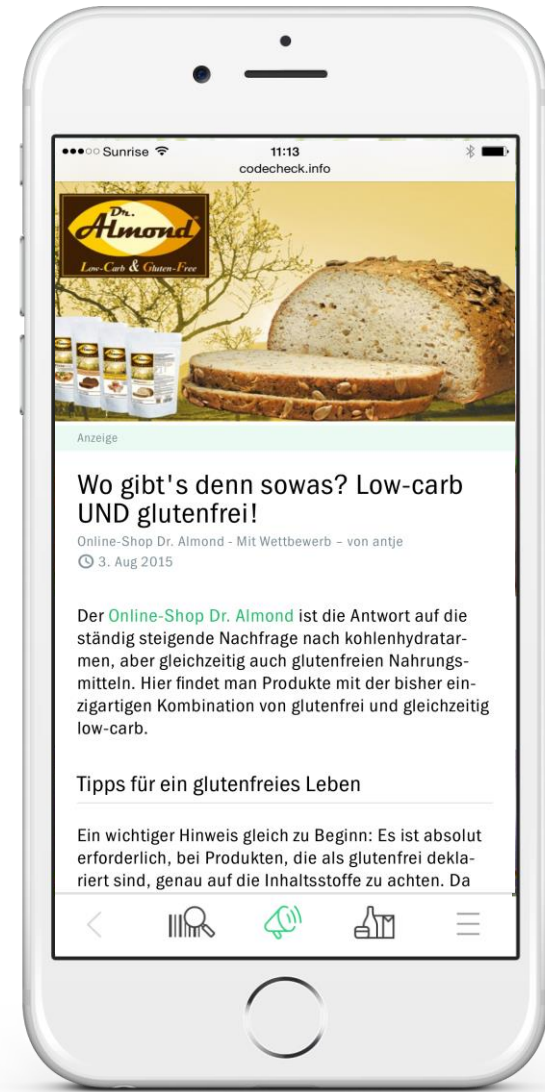 Sunrise 11:13
codecheck.info
Dr.
Almond
Low-Carb & Gluten-Free
Anzeige
Wo gibt's denn sowas? Low-carb
UND glutenfrei!
Online-Shop Dr. Almond - Mit Wettbewerb – von antje
3. Aug 2015
Der Online-Shop Dr. Almond ist die Antwort auf die
ständig steigende Nachfrage nach kohlenhydratar-
men, aber gleichzeitig auch glutenfreien Nahrungs-
mitteln. Hier findet man Produkte mit der bisher ein-
zigartigen Kombination von glutenfrei und gleichzeitig
low-carb.
Tipps für ein glutenfreies Leben
Ein wichtiger Hinweis gleich zu Beginn: Es ist absolut
erforderlich, bei Produkten, die als glutenfrei dekla-
riert sind, genau auf die Inhaltsstoffe zu achten. Da